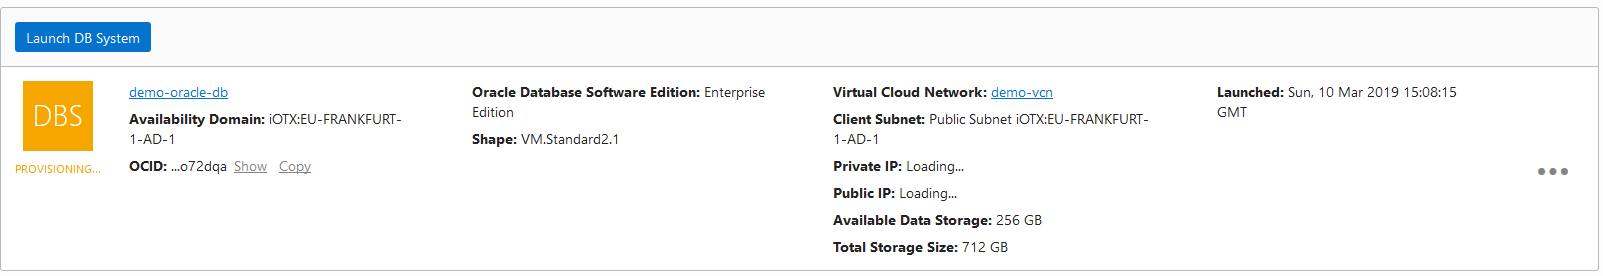 Launch DB System
DBS
PROVISIONING...
demo-oracle-db
Availability Domain: iOTX:EU-FRANKFURT-
1-AD-1
OCID: ...o72dqa Show Copy
Oracle Database Software Edition: Enterprise
Edition
Shape: VM.Standard2.1
Virtual Cloud Network: demo-vcn
Client Subnet: Public Subnet iOTX:EU-FRANKFURT-
1-AD-1
Private IP: Loading...
Public IP: Loading...
Available Data Storage: 256 GB
Total Storage Size: 712 GB
Launched: Sun, 10 Mar 2019 15:08:15
GMT